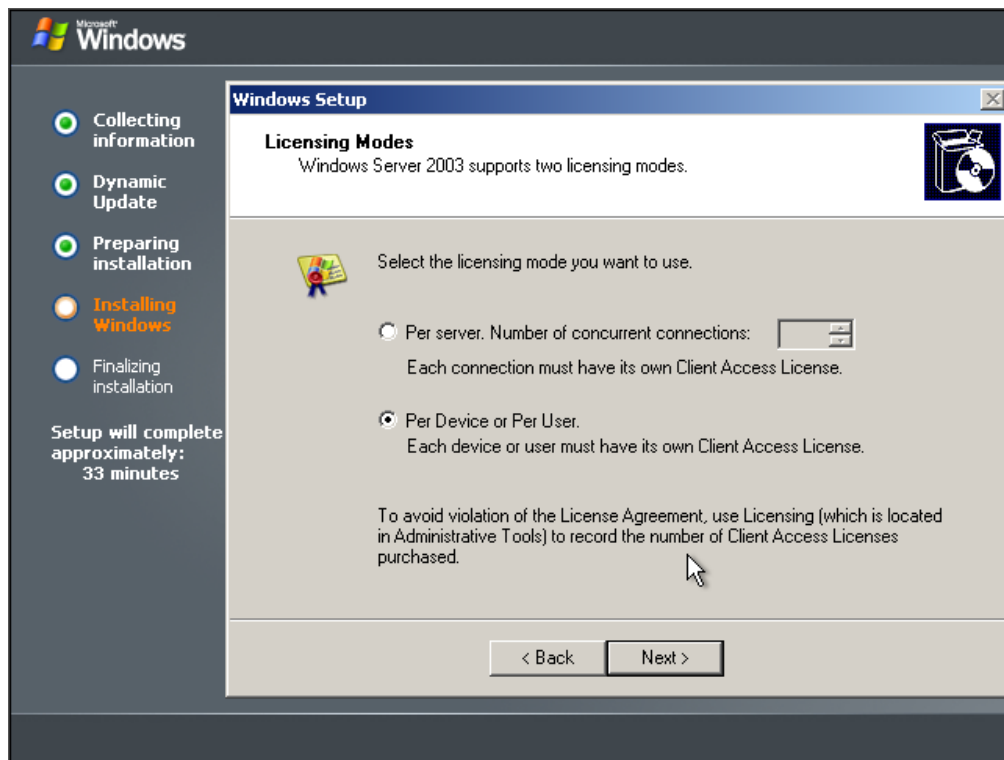 Microsoft
Windows
Collecting
information
Dynamic
Update
Preparing
installation
Installing
Windows
Finalizing
installation
Setup will complete
approximately:
33 minutes
Windows Setup
Licensing Modes
Windows Server 2003 supports two licensing modes.
Select the licensing mode you want to use.
Per server. Number of concurrent connections:
Each connection must have its own Client Access License.
Per Device or Per User.
Each device or user must have its own Client Access License.
To avoid violation of the License Agreement, use Licensing (which is located
in Administrative Tools) to record the number of Client Access Licenses
purchased.
< Back
Next >